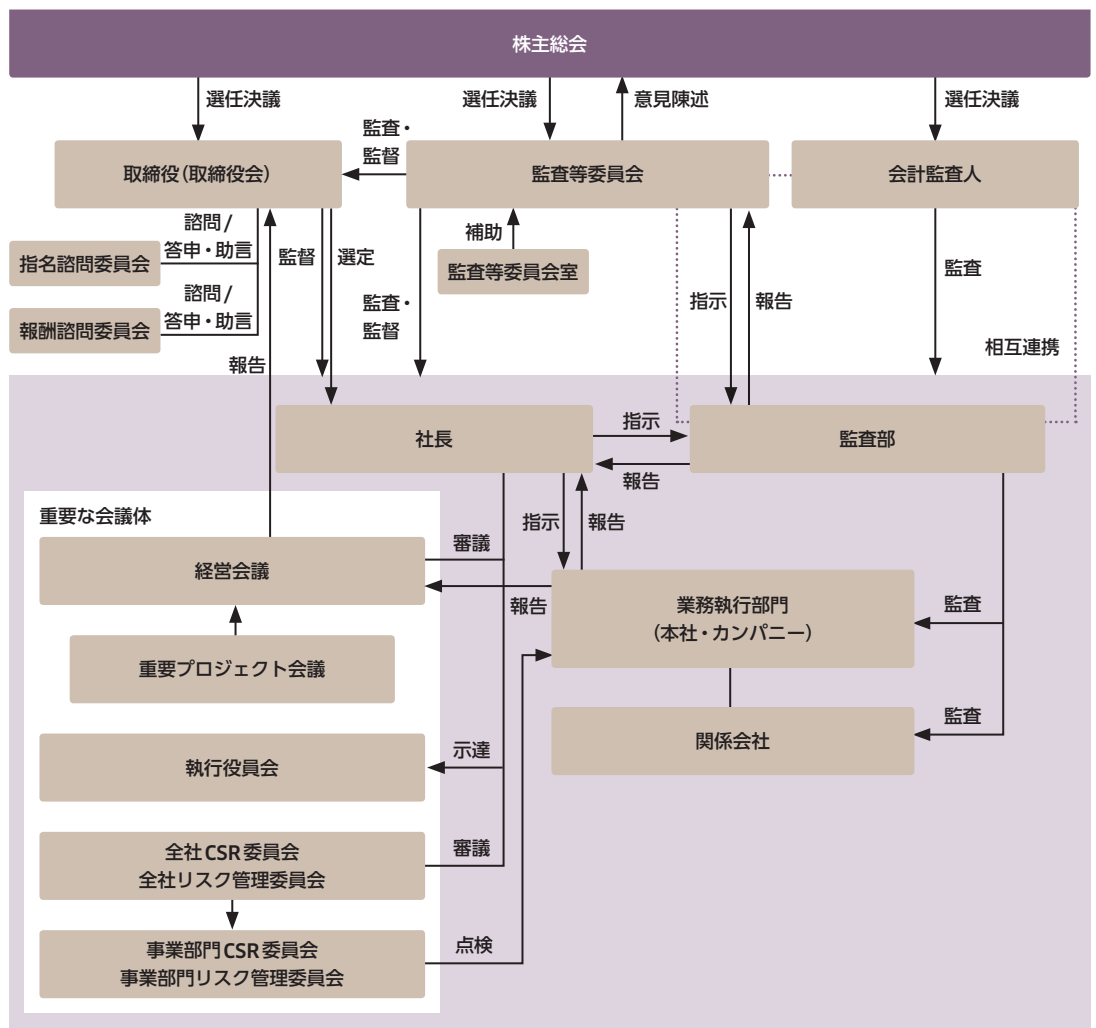 株主総会
選任決議
選任決議
意見陳述
選任決議
取締役（取締役会）
監査・
監督
監査等委員会
会計監査人
指名諮問委員会
諮問/
答申・助言
報酬諮問委員会
諮問/
答申・助言
監督
選定
補助
監査等委員会室
監査・
監督
指示
報告
監査
相互連携
報告
社長
指示
報告
監査部
重要な会議体
経営会議
審議
指示
報告
報告
業務執行部門
（本社・カンパニー）
監査
重要プロジェクト会議
関係会社
監査
執行役員会
示達
全社CSR委員会
全社リスク管理委員会
審議
事業部門CSR委員会
事業部門リスク管理委員会
点検